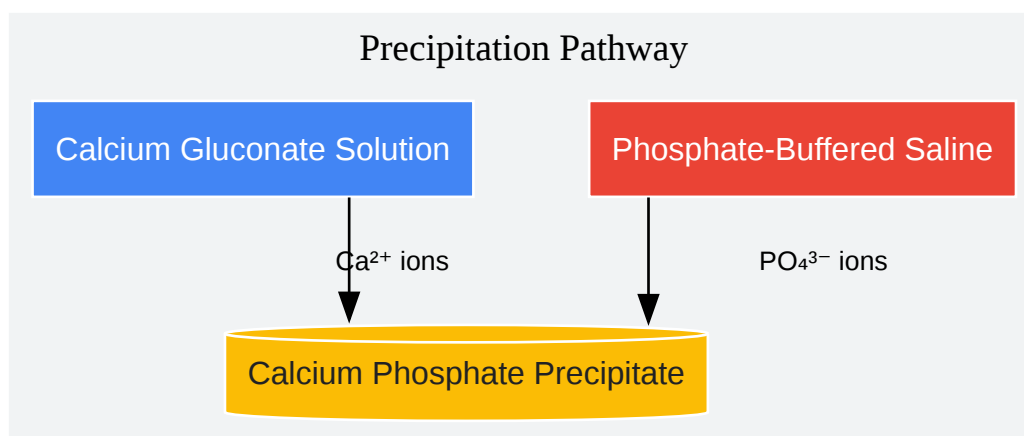 Precipitation Pathway
Calcium Gluconate Solution
Phosphate-Buffered Saline
Ca²⁺ ions
PO₄³⁻ ions
Calcium Phosphate Precipitate